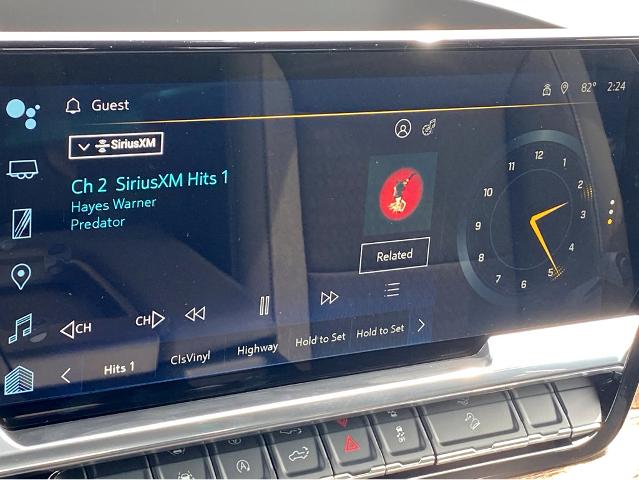 Guest
82° 2:24
SiriusXM
Ch 2 SiriusXM Hits 1
Hayes Warner
Predator
Related
12
1
2
3
4
5
6
7
8
9
10
11
CH CH
Hits 1 ClsVinyl Highway Hold to Set Hold to Set
A